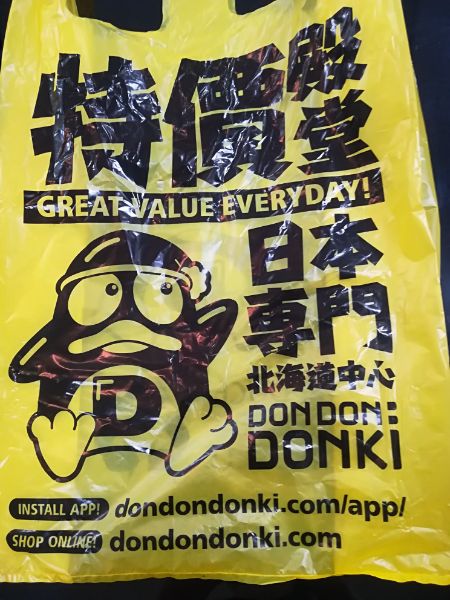 特價殿堂
GREAT VALUE EVERYDAY!
日本
専門
北海道中心
DON DON:
DONKI
D
INSTALL APP! dondondonki.com/app/
SHOP ONLINE! dondondonki.com